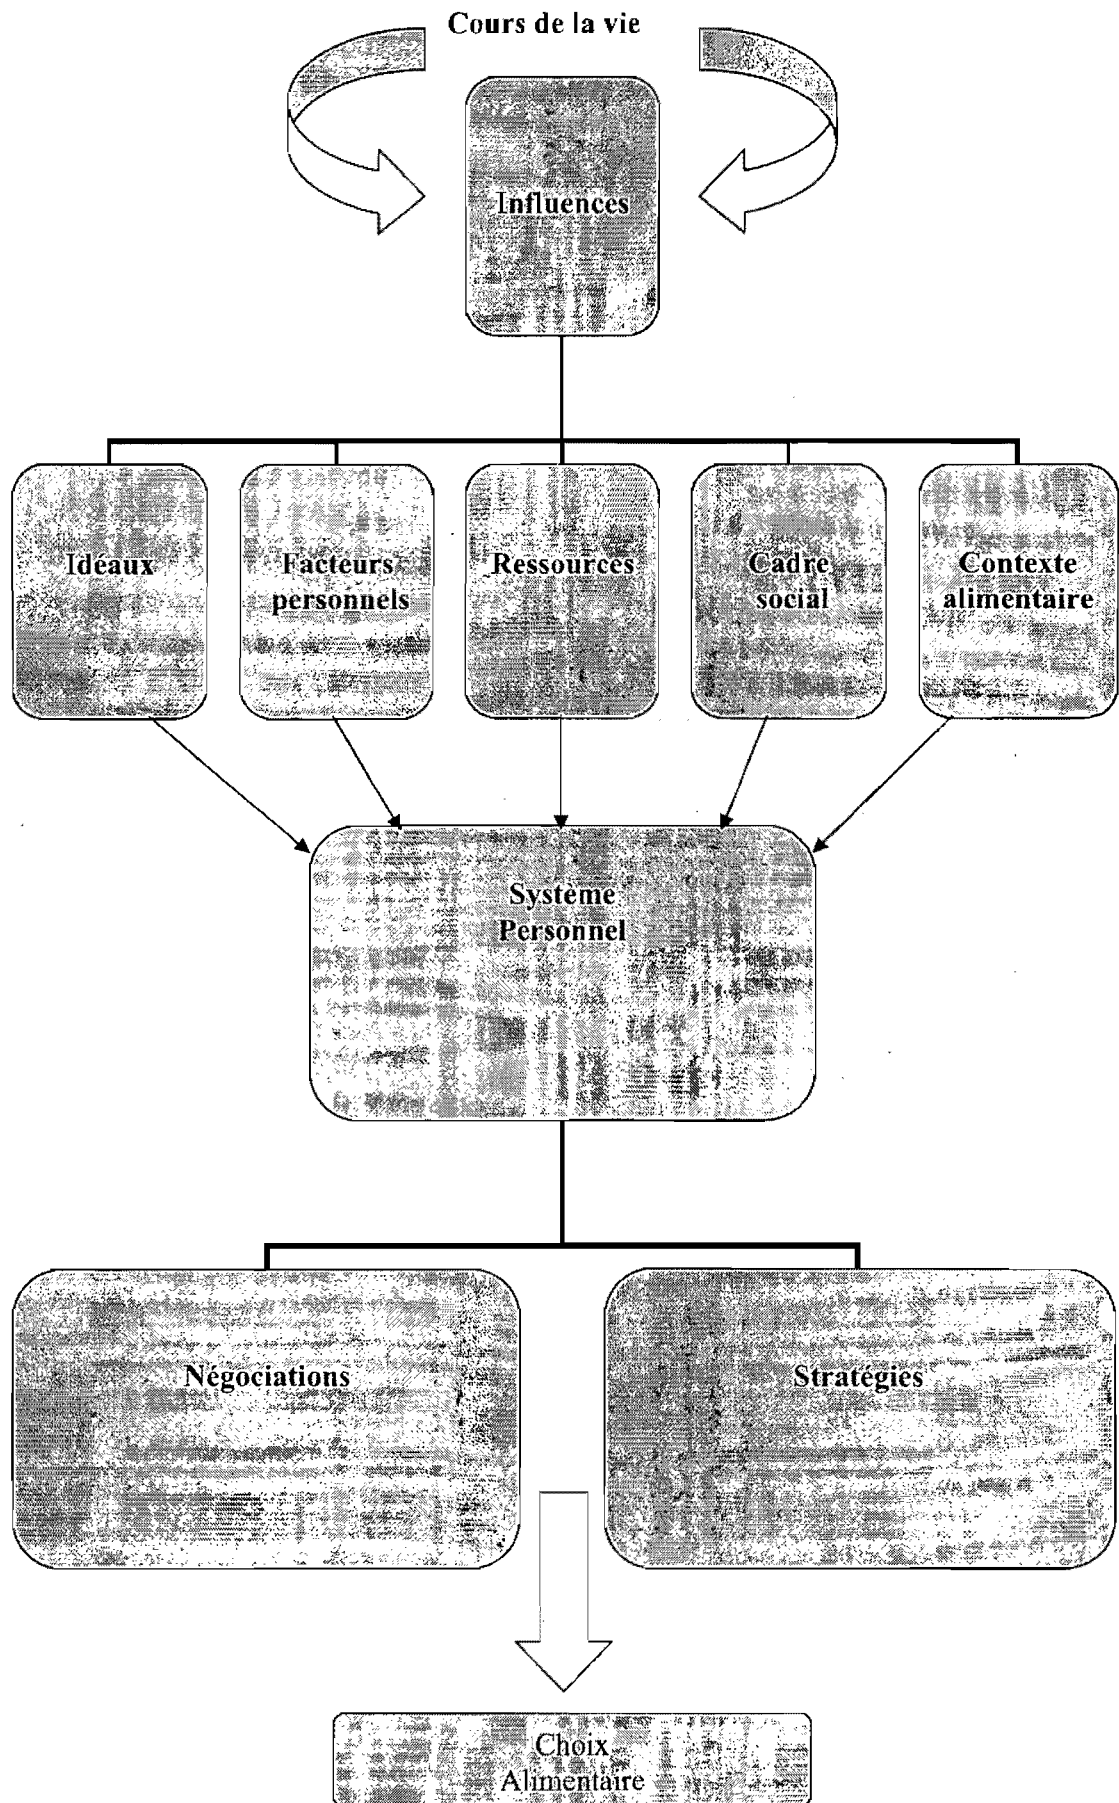 Cours de la vie
Influences
Idéaux
Facteurs
personnels
Ressources
Cadre
social
Contexte
alimentaire
Système
Personnel
Négociations
Stratégies
Choix
Alimentaire